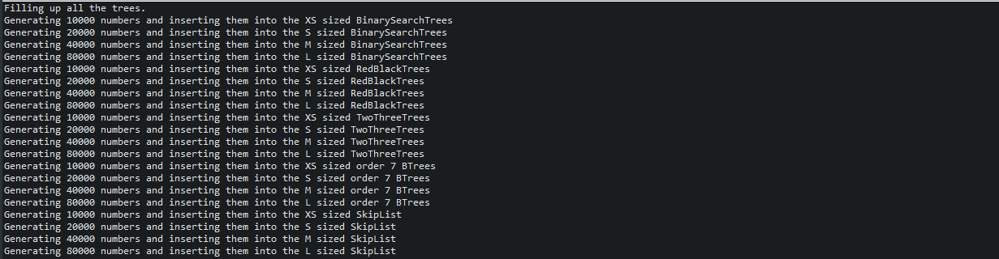 Filling up all the trees.
Generating 10000 numbers and inserting them into the XS sized BinarySearchTrees
Generating 20000 numbers and inserting them into the S sized BinarySearchTrees
Generating 40000 numbers and inserting them into the M sized BinarySearchTrees
Generating 80000 numbers and inserting them into the L sized BinarySearchTrees
Generating 10000 numbers and inserting them into the XS sized RedBlackTrees
Generating 20000 numbers and inserting them into the S sized RedBlackTrees
Generating 40000 numbers and inserting them into the M sized RedBlackTrees
Generating 80000 numbers and inserting them into the L sized RedBlackTrees
Generating 10000 numbers and inserting them into the XS sized TwoThreeTrees
Generating 20000 numbers and inserting them into the S sized TwoThreeTrees
Generating 40000 numbers and inserting them into the M sized TwoThreeTrees
Generating 80000 numbers and inserting them into the L sized TwoThreeTrees
Generating 10000 numbers and inserting them into the XS sized order 7 BTrees
Generating 20000 numbers and inserting them into the S sized order 7 BTrees
Generating 40000 numbers and inserting them into the M sized order 7 BTrees
Generating 80000 numbers and inserting them into the L sized order 7 BTrees
Generating 10000 numbers and inserting them into the XS sized SkipList
Generating 20000 numbers and inserting them into the S sized SkipList
Generating 40000 numbers and inserting them into the M sized SkipList
Generating 80000 numbers and inserting them into the L sized SkipList